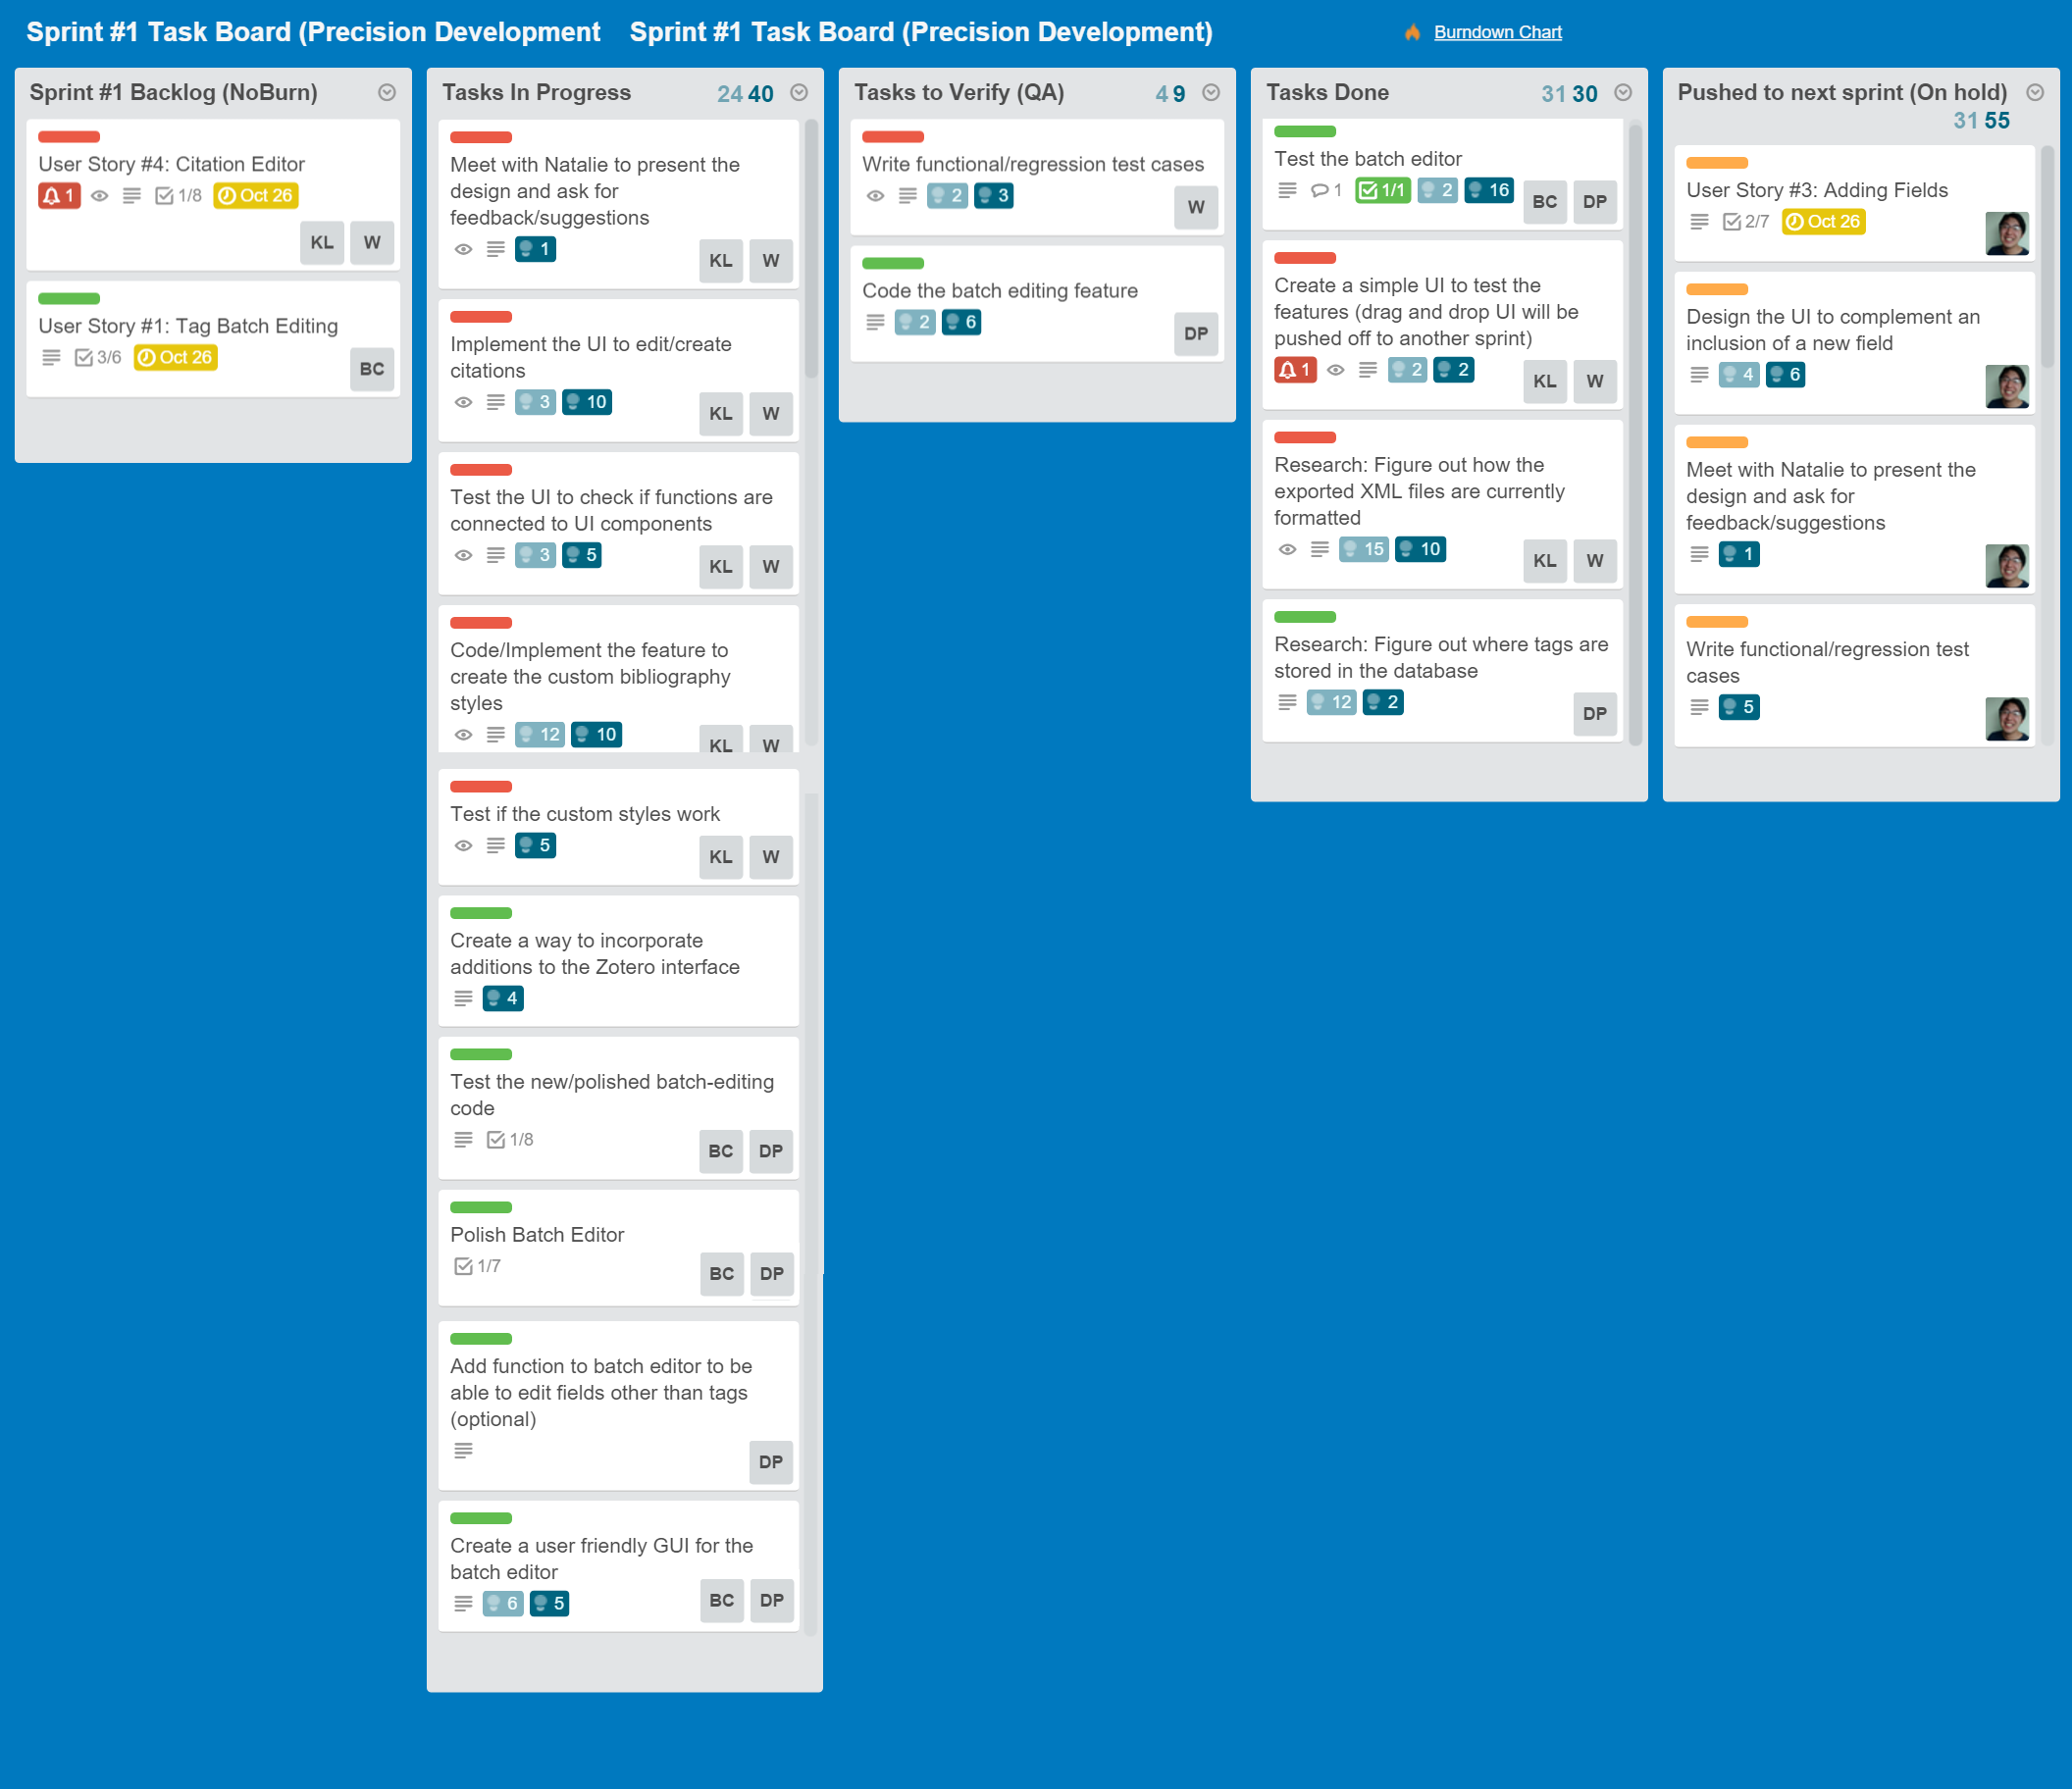 Sprint #1 Task Board (Precision Development
Sprint #1 Task Board (Precision Development)
Burndown Chart
Sprint #1 Backlog (NoBurn)
User Story #4: Citation Editor
1
1/8
Oct 26
KL W
User Story #1: Tag Batch Editing
3/6
Oct 26
BC
Tasks In Progress
24 40
Meet with Natalie to present the
design and ask for
feedback/suggestions
1
KL W
Implement the UI to edit/create
citations
3 10
KL W
Test the UI to check if functions are
connected to UI components
3 5
KL W
Code/Implement the feature to
create the custom bibliography
styles
12 10
KL W
Test if the custom styles work
5
KL W
Create a way to incorporate
additions to the Zotero interface
4
Test the new/polished batch-editing
code
1/8
BC DP
Polish Batch Editor
1/7
BC DP
Add function to batch editor to be
able to edit fields other than tags
(optional)
DP
Create a user friendly GUI for the
batch editor
6 5
BC DP
Tasks to Verify (QA)
4 9
Write functional/regression test cases
2 3
W
Code the batch editing feature
2 6
DP
Tasks Done
31 30
Test the batch editor
1 1/1 2 16
BC DP
Create a simple UI to test the
features (drag and drop UI will be
pushed off to another sprint)
1 2 2
KL W
Research: Figure out how the
exported XML files are currently
formatted
15 10
KL W
Research: Figure out where tags are
stored in the database
12 2
DP
Pushed to next sprint (On hold)
31 55
User Story #3: Adding Fields
2/7
Oct 26
Design the UI to complement an
inclusion of a new field
4 6
Meet with Natalie to present the
design and ask for
feedback/suggestions
1
Write functional/regression test
cases
5